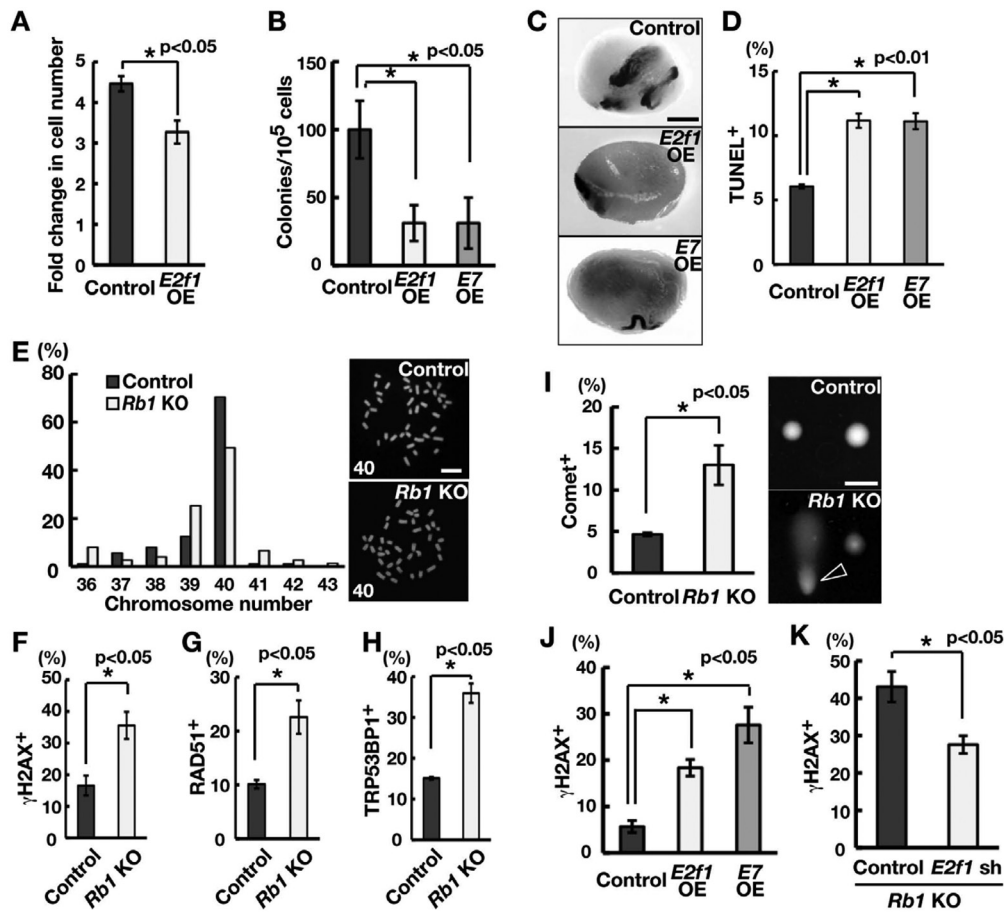 A
p<0.05
*
Fold change in cell number
5
4
3
2
1
0
Control
E2f1
OE
B
* p<0.05
*
Colonies/10⁵ cells
150
100
50
0
Control
E2f1
OE
E7
OE
C
Control
E2f1
OE
E7
OE
D
(%)
* p<0.01
*
TUNEL⁺
15
10
5
0
Control
E2f1
OE
E7
OE
E
(%)
80
60
40
20
Control
Rb1 KO
36 37 38 39 40 41 42 43
Chromosome number
Control
40
Rb1 KO
40
I
(%)
p<0.05
*
Comet⁺
20
15
10
5
0
Control Rb1 KO
Control
Rb1 KO
F
(%)
p<0.05
*
γH2AX⁺
50
40
30
20
10
0
Control
Rb1 KO
G
(%)
p<0.05
*
RAD51⁺
30
20
10
0
Control
Rb1 KO
H
(%)
p<0.05
*
TRP53BP1⁺
40
30
20
10
0
Control
Rb1 KO
J
(%)
p<0.05
*
*
γH2AX⁺
40
30
20
10
0
Control
E2f1
OE
E7
OE
K
(%)
p<0.05
*
γH2AX⁺
50
40
30
20
10
0
Control E2f1 sh
Rb1 KO